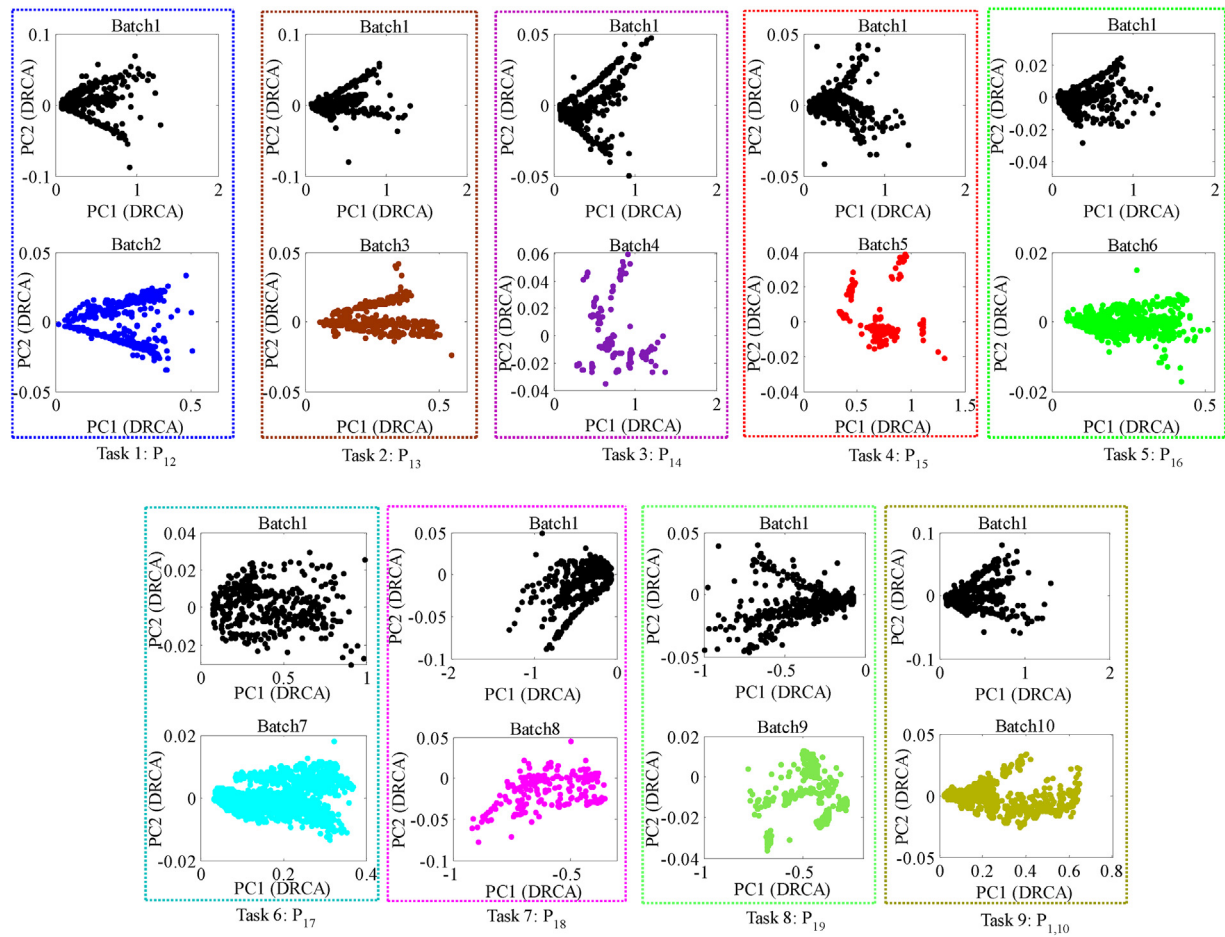 Batch1
0.1
0
-0.1
PC2 (DRCA)
0 1 2
PC1 (DRCA)
Batch2
0.05
0
0.05
PC2 (DRCA)
0 0.5
PC1 (DRCA)
Task 1: P12
Batch1
0.1
0
-0.1
PC2 (DRCA)
0 1 2
PC1 (DRCA)
Batch3
0.05
0
-0.05
PC2 (DRCA)
0 0.5
PC1 (DRCA)
Task 2: P13
Batch1
0.05
0
-0.05
PC2 (DRCA)
0 1 2
PC1 (DRCA)
Batch4
0.06
0.04
0.02
0
-0.02
-0.04
PC2 (DRCA)
0 1 2
PC1 (DRCA)
Task 3: P14
Batch1
0.05
0
-0.05
PC2 (DRCA)
0 1 2
PC1 (DRCA)
Batch5
0.04
0.02
0
-0.02
-0.04
PC2 (DRCA)
0 0.5 1 1.5
PC1 (DRCA)
Task 4: P15
Batch1
0.02
0
-0.02
-0.04
PC2 (DRCA)
0 1 2
PC1 (DRCA)
Batch6
0.02
0
-0.02
PC2 (DRCA)
0 0.5
PC1 (DRCA)
Task 5: P16
Batch1
0.04
0.02
0
-0.02
PC2 (DRCA)
0 0.5 1
PC1 (DRCA)
Batch7
0.02
0
-0.02
PC2 (DRCA)
0 0.2 0.4
PC1 (DRCA)
Task 6: P17
Batch1
0.05
0
-0.05
-0.1
PC2 (DRCA)
-2 -1 0
PC1 (DRCA)
Batch8
0.05
0
-0.05
-0.1
PC2 (DRCA)
-1 -0.5
PC1 (DRCA)
Task 7: P18
Batch1
0.05
0
-0.05
PC2 (DRCA)
-1 -0.5 0
PC1 (DRCA)
Batch9
0.02
0
-0.02
-0.04
PC2 (DRCA)
-1 -0.5
PC1 (DRCA)
Task 8: P19
Batch1
0.1
0
-0.1
PC2 (DRCA)
0 1 2
PC1 (DRCA)
Batch10
0.05
0
-0.05
PC2 (DRCA)
0 0.2 0.4 0.6 0.8
PC1 (DRCA)
Task 9: P1,10